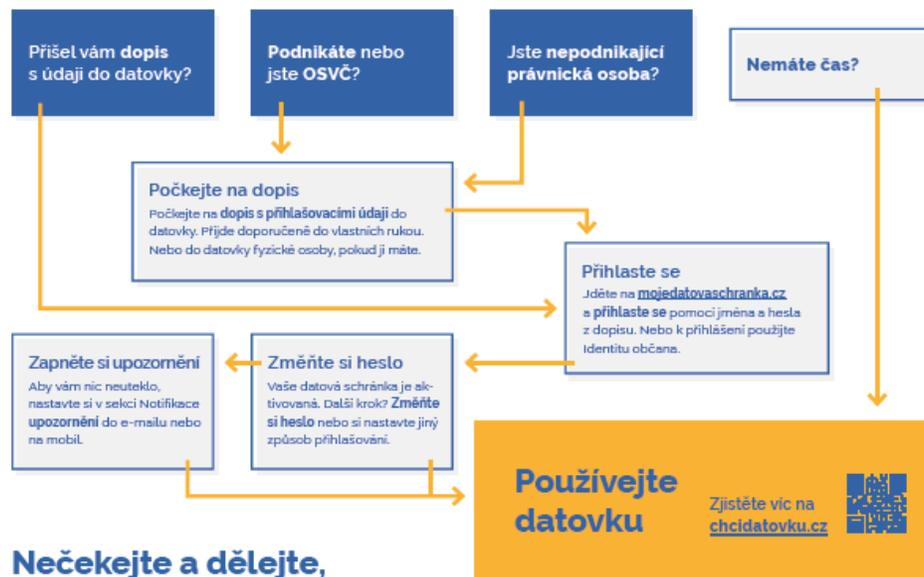 Přišel vám dopis
s údaji do datovky?
Podnikáte nebo
jste OSVČ?
Jste nepodnikající
právnická osoba?
Nemáte čas?
Počkejte na dopis
Počkejte na dopis s přihlašovacími údaji do
datovky. Přijde doporučeně do vlastních rukou.
Nebo do datovky fyzické osoby, pokud ji máte.
Přihlaste se
Jděte na mojedatovaschranka.cz
a přihlaste se pomocí jména a hesla
z dopisu. Nebo k přihlášení použijte
Identitu občana.
Změňte si heslo
Vaše datová schránka je ak-
tivovaná. Další krok? Změňte
si heslo nebo si nastavte jiný
způsob přihlašování.
Zapněte si upozornění
Aby vám nic neuteklo,
nastavte si v sekci Notifikace
upozornění do e-mailu nebo
na mobil.
Používejte
datovku
Zjistěte víc na
chcidatovku.cz
Nečekejte a dělejte,